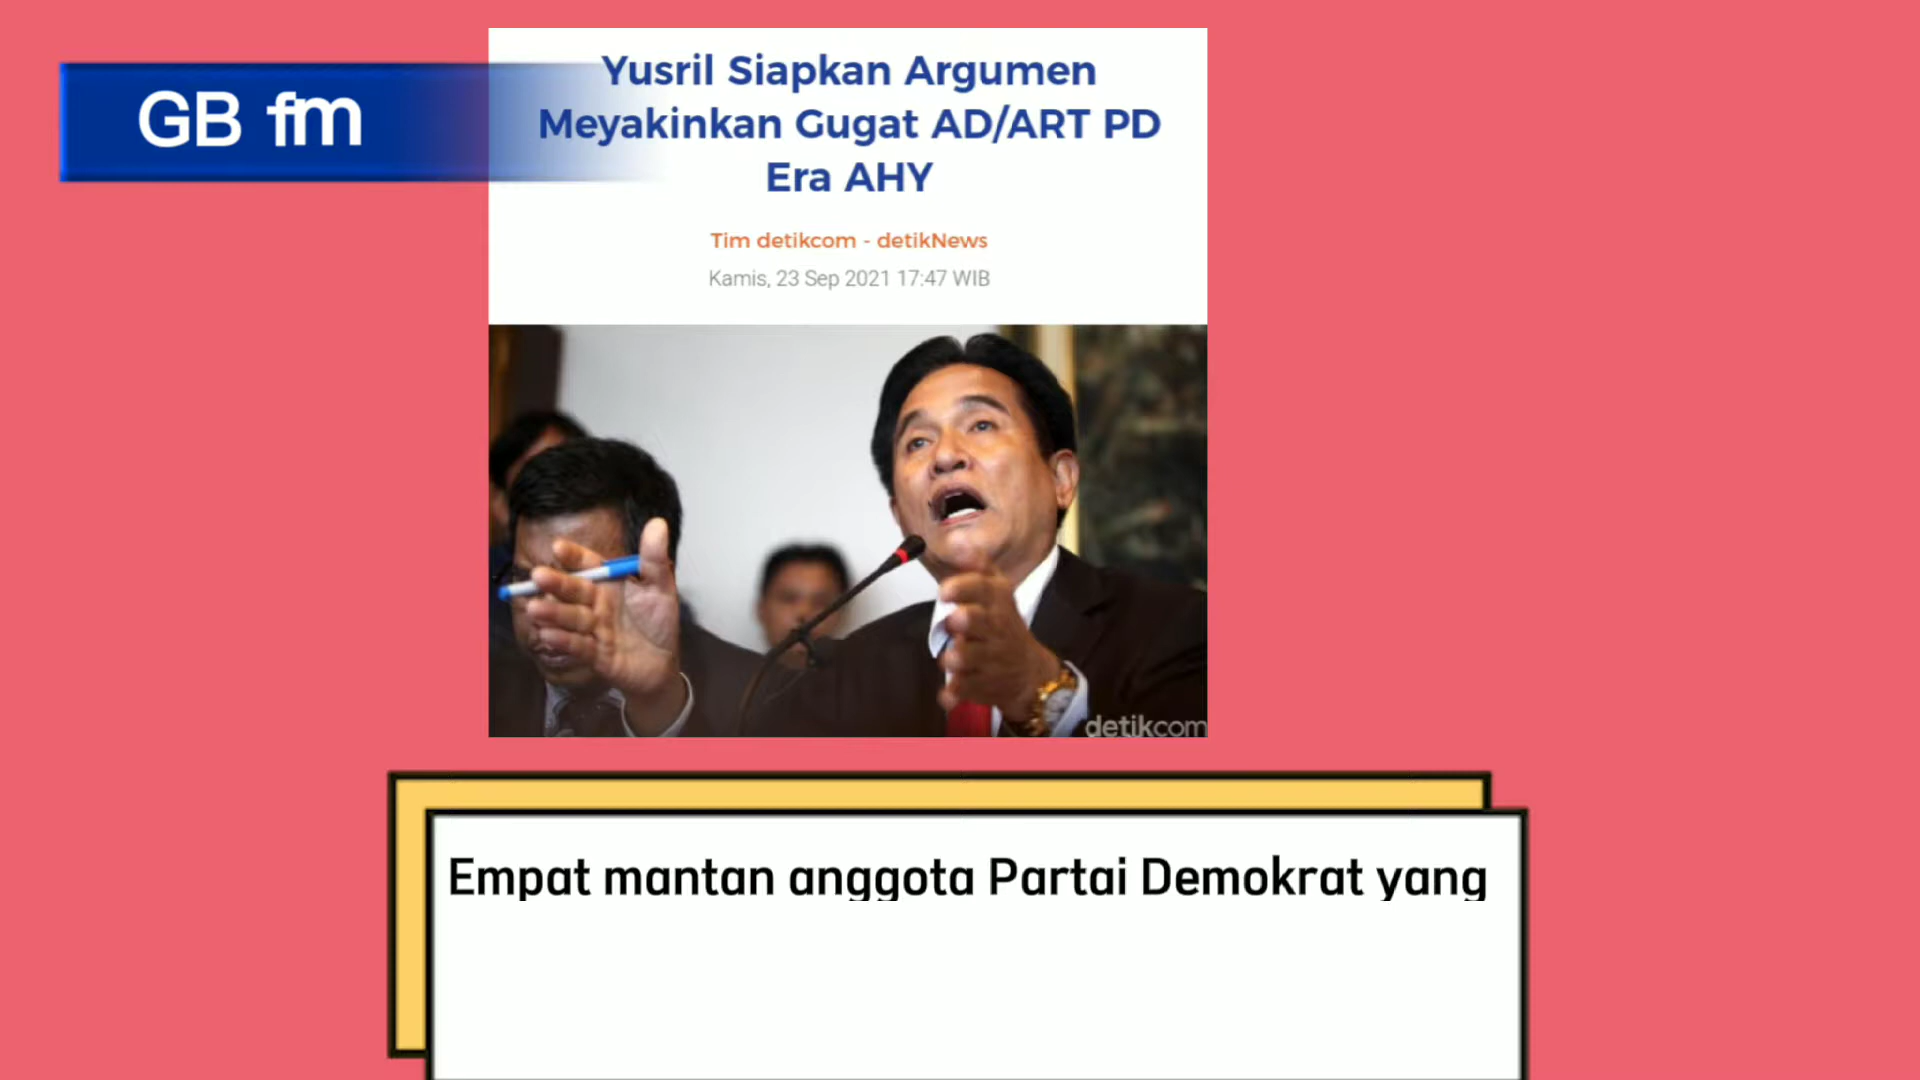 GB fm
Yusril Siapkan Argumen
Meyakinkan Gugat AD/ART PD
Era AHY
Tim detikcom - detikNews
Kamis, 23 Sep 2021 17:47 WIB
detikcom
Empat mantan anggota Partai Demokrat yang